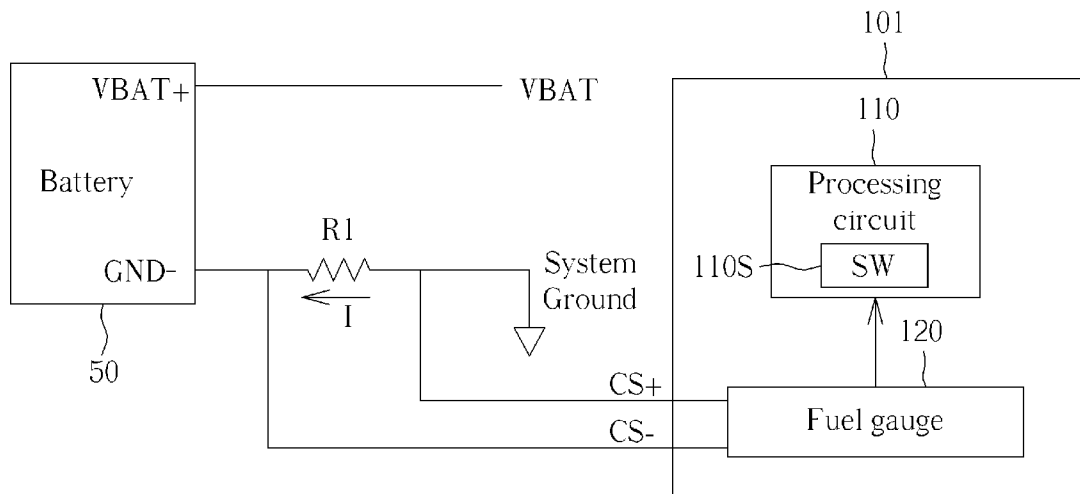 101
VBAT+
VBAT
110
Battery
Processing
circuit
R1
110S
SW
GND-
System
Ground
I
120
50
CS+
Fuel gauge
CS-